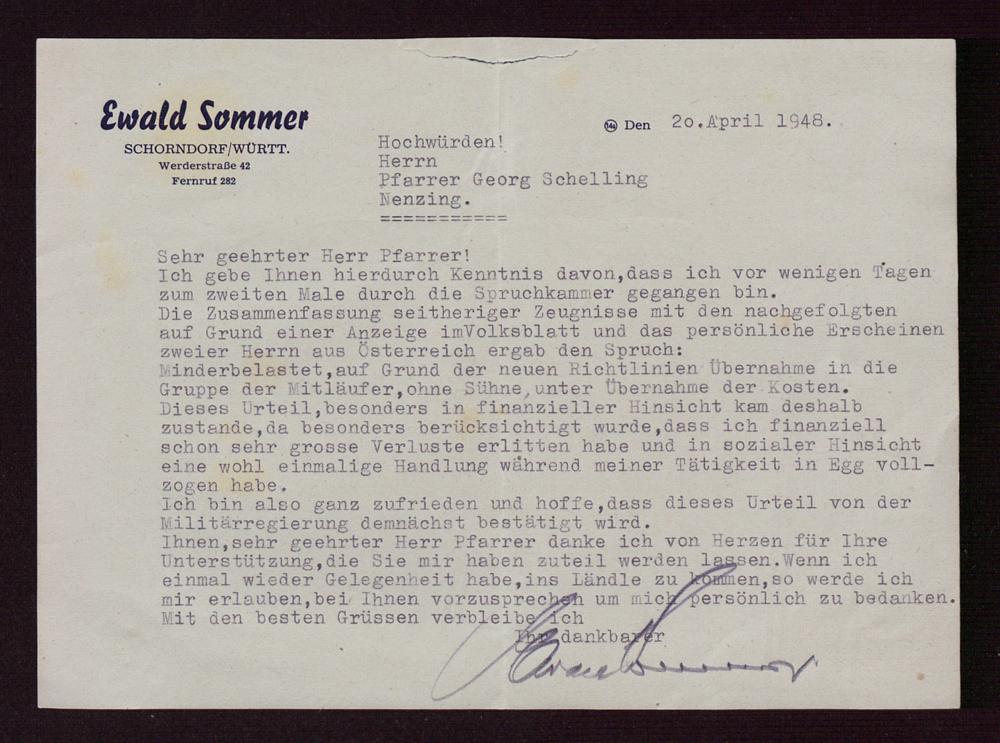 Ewald Sommer
SCHORNDORF/WÜRTT.
Werderstraße 42
Fernruf 282
14a Den 20.April 1948.
Hochwürden!
Herrn
Pfarrer Georg Schelling
Nenzing.
===========
Sehr geehrter Herr Pfarrer!
Ich gebe Ihnen hierdurch Kenntnis davon,dass ich vor wenigen Tagen
zum zweiten Male durch die Spruchkammer gegangen bin.
Die Zusammenfassung seitheriger Zeugnisse mit den nachgefolgten
auf Grund einer Anzeige imVolksblatt und das persönliche Erscheinen
zweier Herrn aus Österreich ergab den Spruch:
Minderbelastet,auf Grund der neuen Richtlinien Übernahme in die
Gruppe der Mitläufer,ohne Sühne,unter Übernahme der Kosten.
Dieses Urteil,besonders in finanzieller Hinsicht kam deshalb
zustande,da besonders berücksichtigt wurde,dass ich finanziell
schon sehr grosse Verluste erlitten habe und in sozialer Hinsicht
eine wohl einmalige Handlung während meiner Tätigkeit in Egg voll-
zogen habe.
Ich bin also ganz zufrieden und hoffe,dass dieses Urteil von der
Militärregierung demnächst bestätigt wird.
Ihnen,sehr geehrter Herr Pfarrer danke ich von Herzen für Ihre
Unterstützung,die Sie mir haben zuteil werden lassen.Wenn ich
einmal wieder Gelegenheit habe,ins Ländle zu kommen,so werde ich
mir erlauben,bei Ihnen vorzusprechen um mich persönlich zu bedanken.
Mit den besten Grüssen verbleibe ich
Ihr dankbarer
Ewald Sommer